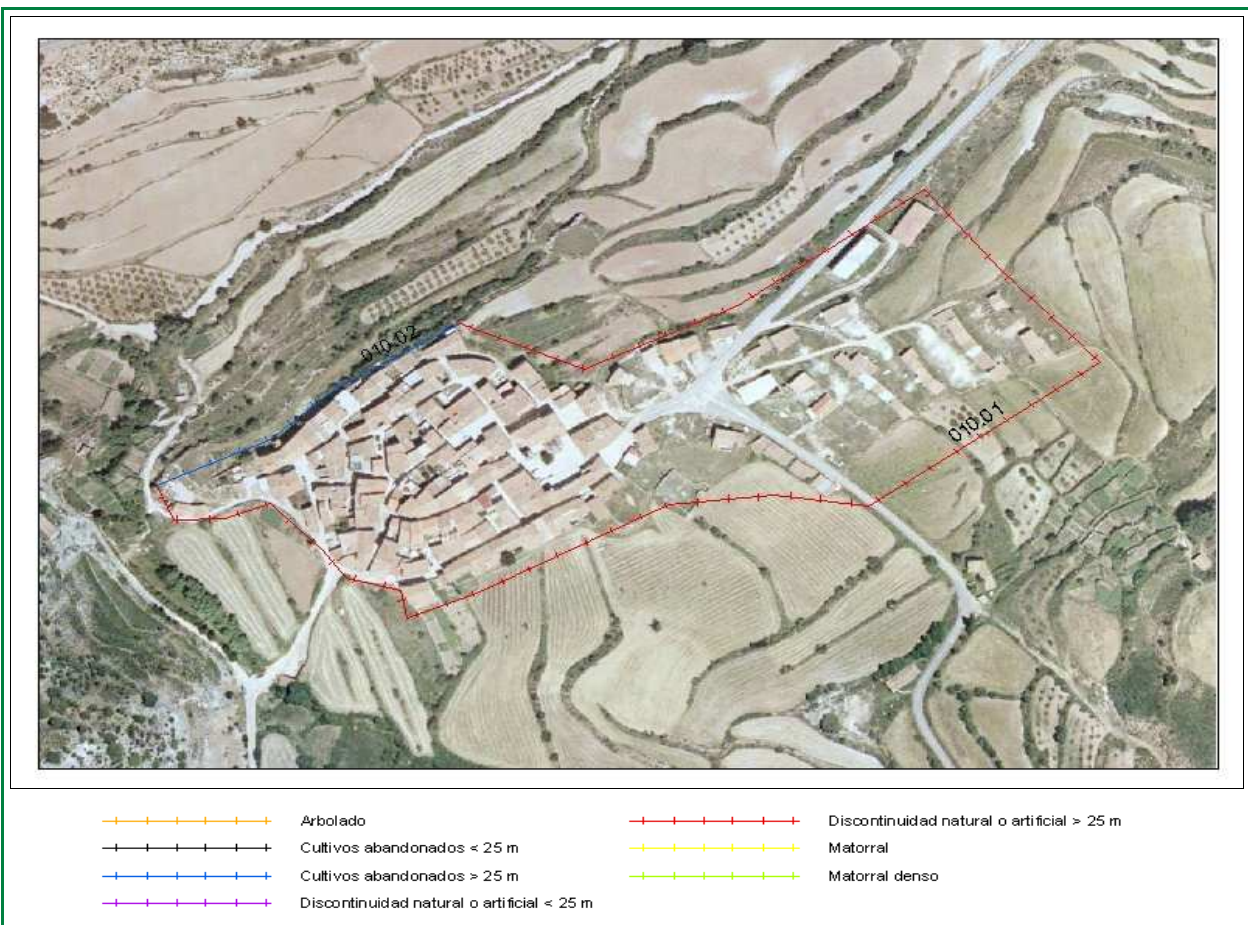 010.02
010.01
Arbolado
Cultivos abandonados < 25 m
Cultivos abandonados > 25 m
Discontinuidad natural o artificial < 25 m
Discontinuidad natural o artificial > 25 m
Matorral
Matorral denso